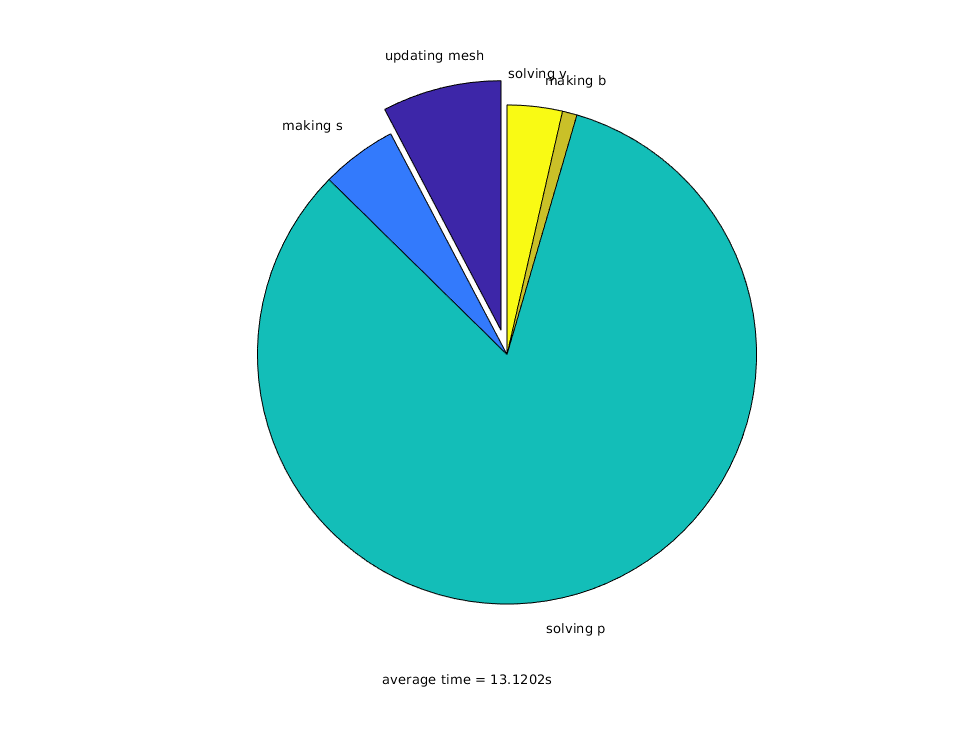 updating mesh
solving v
making b
making s
solving p
average time = 13.1202s